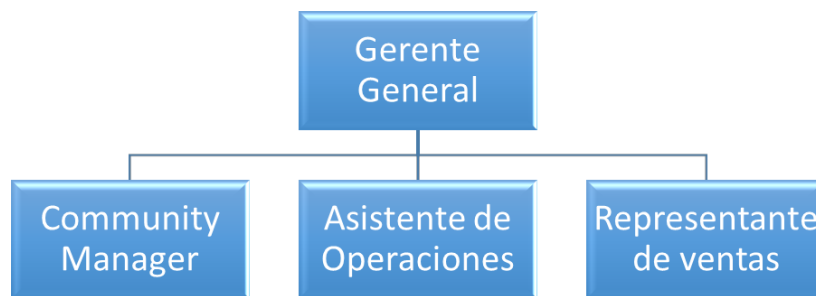 Gerente
General
Community
Manager
Asistente de
Operaciones
Representante
de ventas